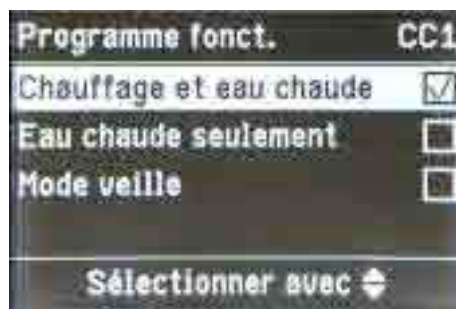 Programme fonct. CC1
Chauffage et eau chaude
Eau chaude seulement
Mode veille
Sélectionner avec